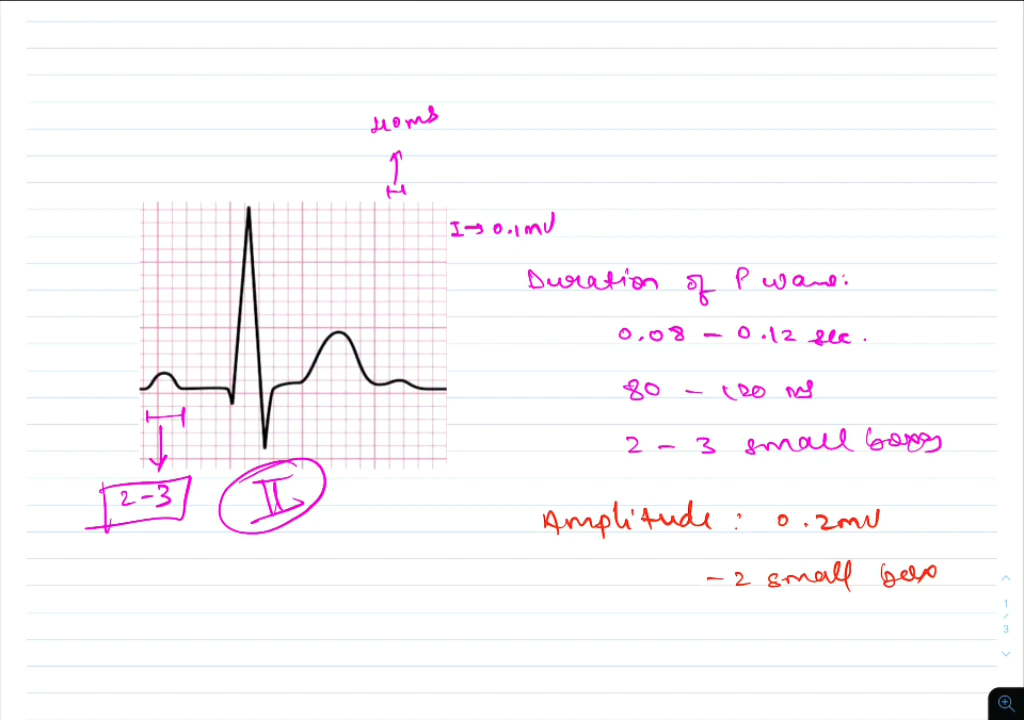 40ms
I→ 0.1mV
Duration of P wave:
0.08 - 0.12 sec.
80 - 120 ms
2 - 3 small boxes
2-3
II
Amplitude : 0.2mV
- 2 small box
1
/
3